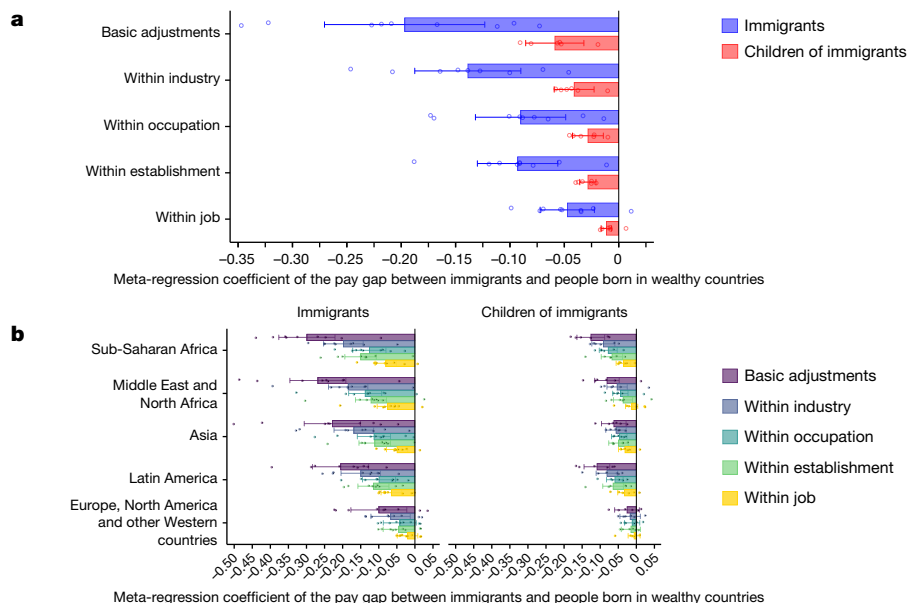 a
Immigrants
Children of immigrants
Basic adjustments
Within industry
Within occupation
Within establishment
Within job
−0.35 −0.30 −0.25 −0.20 −0.15 −0.10 −0.05 0
Meta-regression coefficient of the pay gap between immigrants and people born in wealthy countries
b
Immigrants
Children of immigrants
Sub-Saharan Africa
Middle East and
North Africa
Asia
Latin America
Europe, North America
and other Western
countries
Basic adjustments
Within industry
Within occupation
Within establishment
Within job
−0.50 −0.45 −0.40 −0.35 −0.30 −0.25 −0.20 −0.15 −0.10 −0.05 0 0.05
−0.50 −0.45 −0.40 −0.35 −0.30 −0.25 −0.20 −0.15 −0.10 −0.05 0 0.05
Meta-regression coefficient of the pay gap between immigrants and people born in wealthy countries